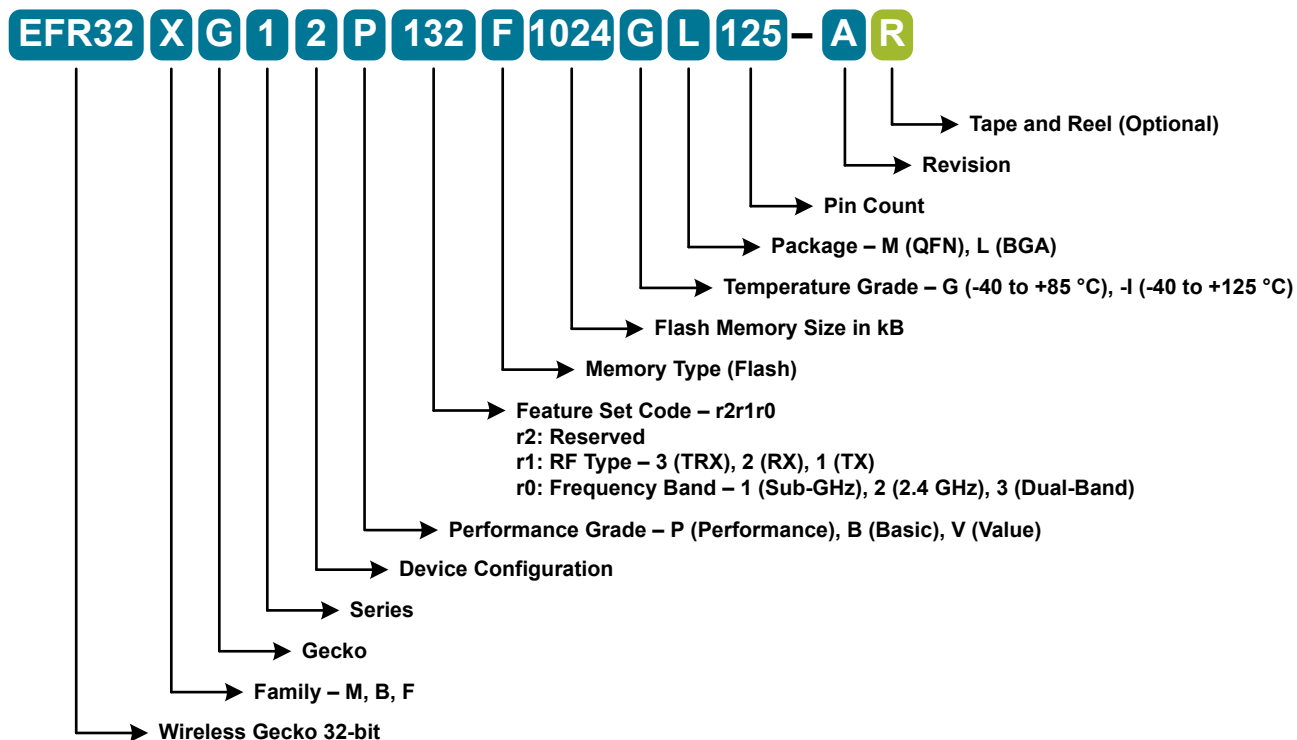 EFR32 X G 1 2 P 132 F 1024 G L 125 – A R
Tape and Reel (Optional)
Revision
Pin Count
Package – M (QFN), L (BGA)
Temperature Grade – G (-40 to +85 °C), -I (-40 to +125 °C)
Flash Memory Size in kB
Memory Type (Flash)
Feature Set Code – r2r1r0
r2: Reserved
r1: RF Type – 3 (TRX), 2 (RX), 1 (TX)
r0: Frequency Band – 1 (Sub-GHz), 2 (2.4 GHz), 3 (Dual-Band)
Performance Grade – P (Performance), B (Basic), V (Value)
Device Configuration
Series
Gecko
Family – M, B, F
Wireless Gecko 32-bit